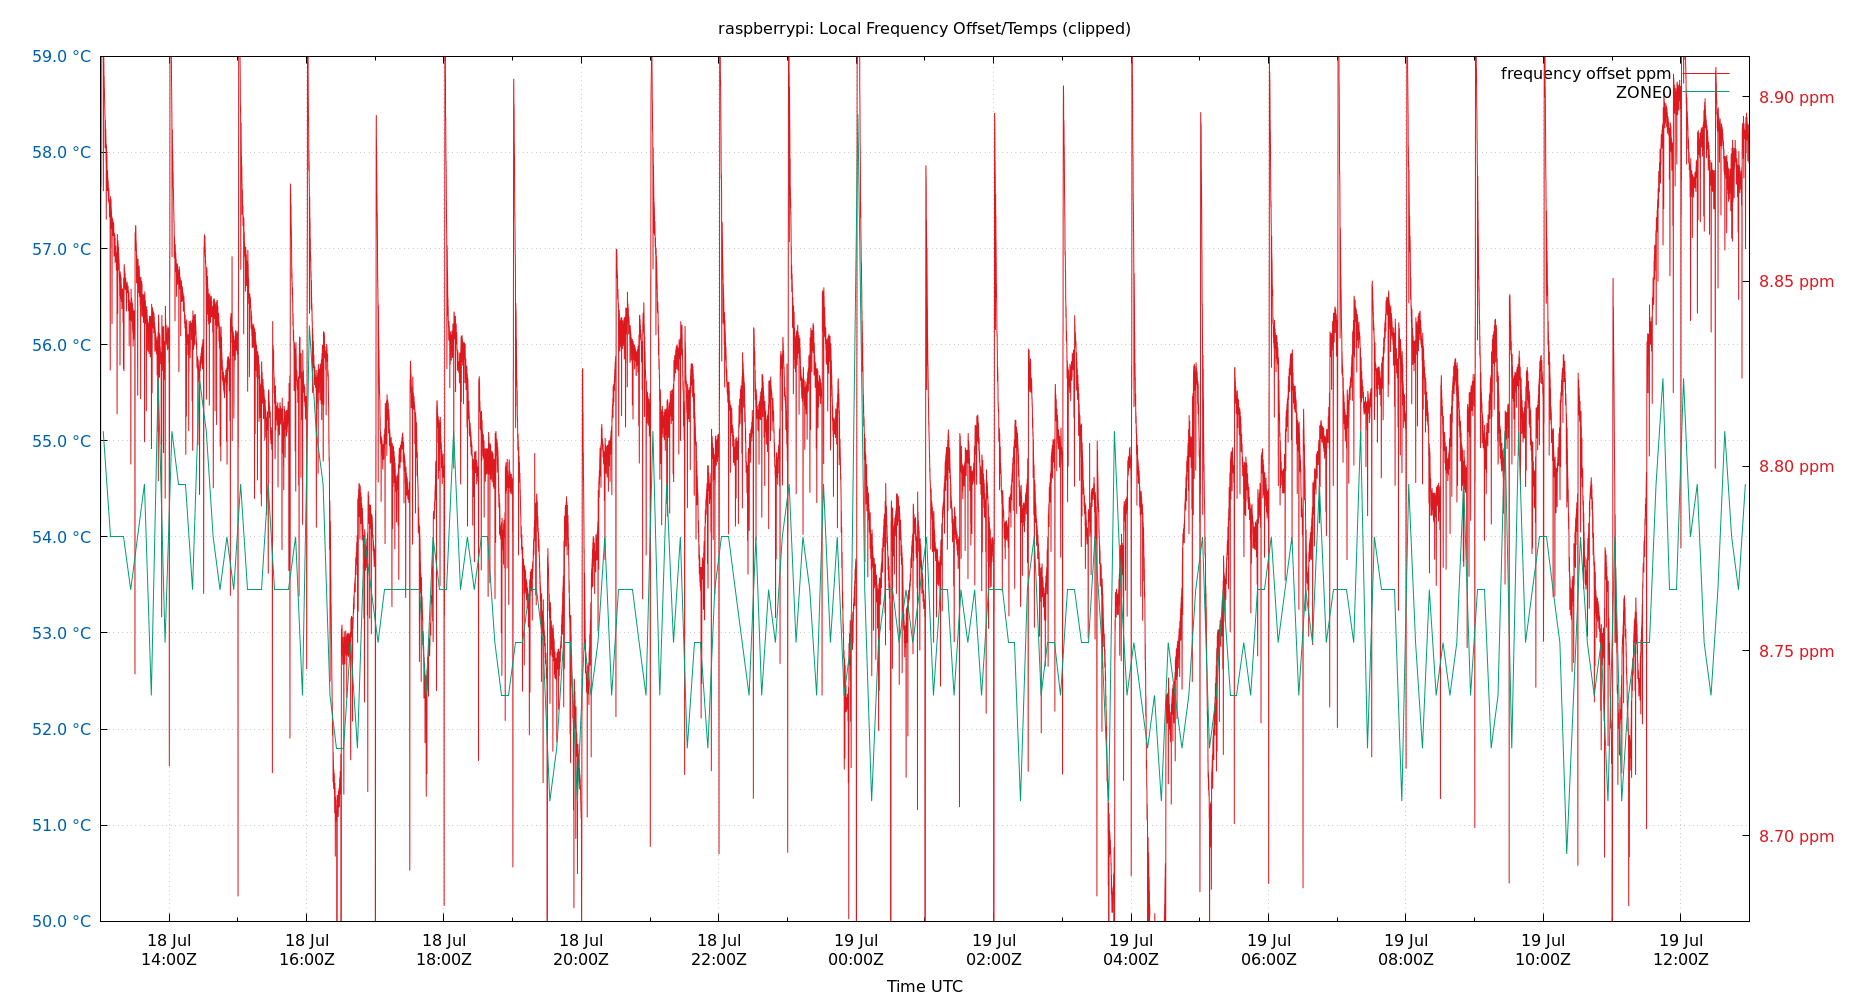 raspberrypi: Local Frequency Offset/Temps (clipped)
59.0 °C
58.0 °C
57.0 °C
56.0 °C
55.0 °C
54.0 °C
53.0 °C
52.0 °C
51.0 °C
50.0 °C
frequency offset ppm
ZONE0
8.90 ppm
8.85 ppm
8.80 ppm
8.75 ppm
8.70 ppm
18 Jul 18 Jul 18 Jul 18 Jul 18 Jul 19 Jul 19 Jul 19 Jul 19 Jul 19 Jul 19 Jul 19 Jul
14:00Z 16:00Z 18:00Z 20:00Z 22:00Z 00:00Z 02:00Z 04:00Z 06:00Z 08:00Z 10:00Z 12:00Z
Time UTC